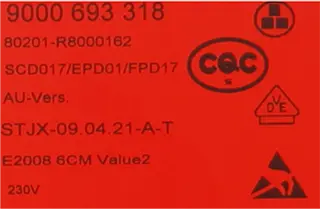 9000 693 318
80201-R8000162
SCD017/EPD01/FPD17
CQC
S
AU-Vers.
VDE
STJX-09.04.21-A-T
E2008 6CM Value2
230V